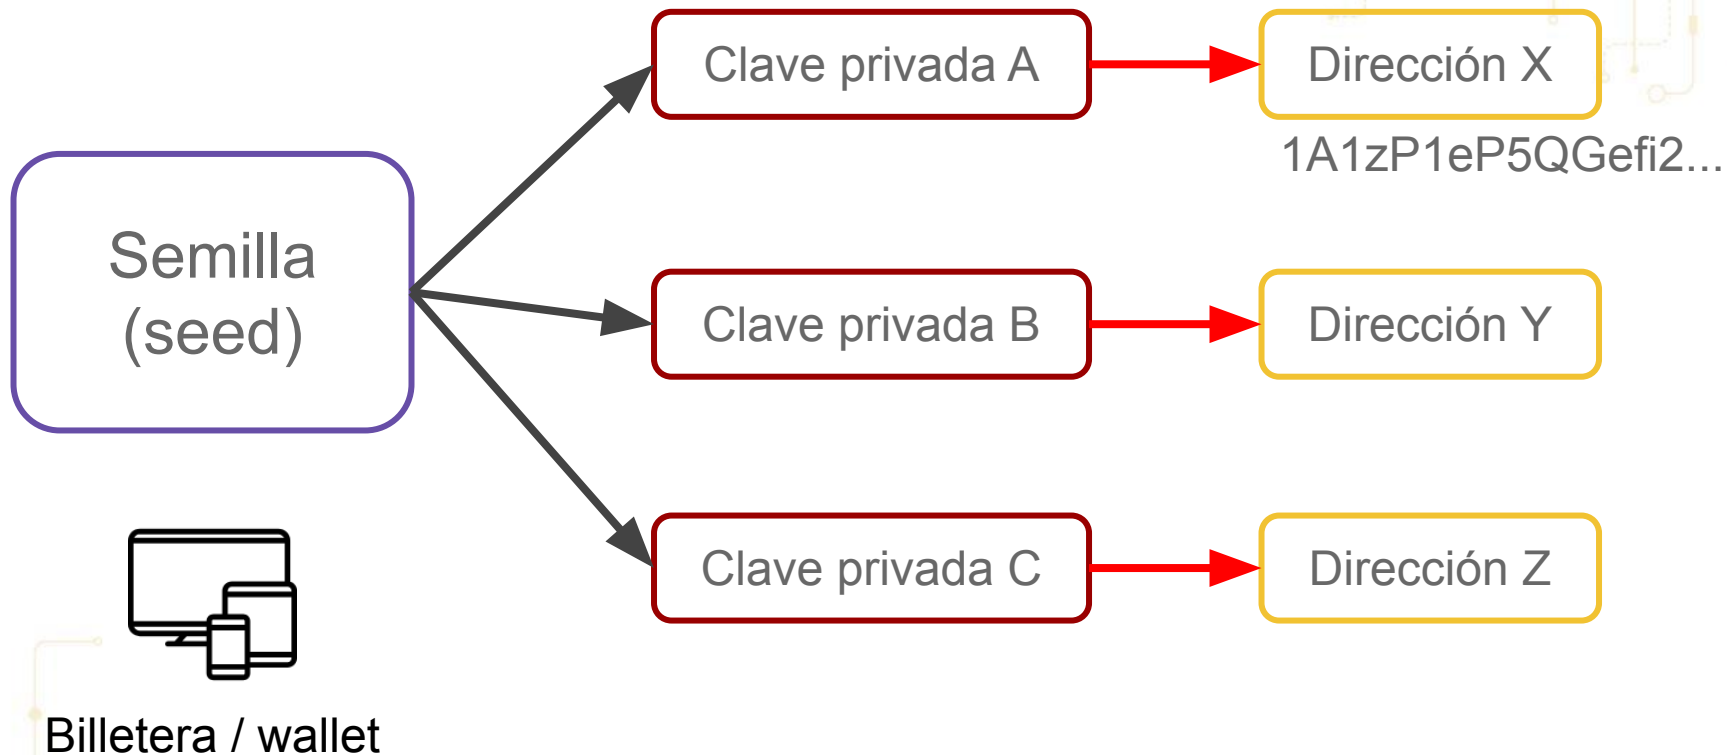 Semilla
(seed)
Clave privada A
Dirección X
1A1zP1eP5QGefi2...
Clave privada B
Dirección Y
Clave privada C
Dirección Z
Billetera / wallet